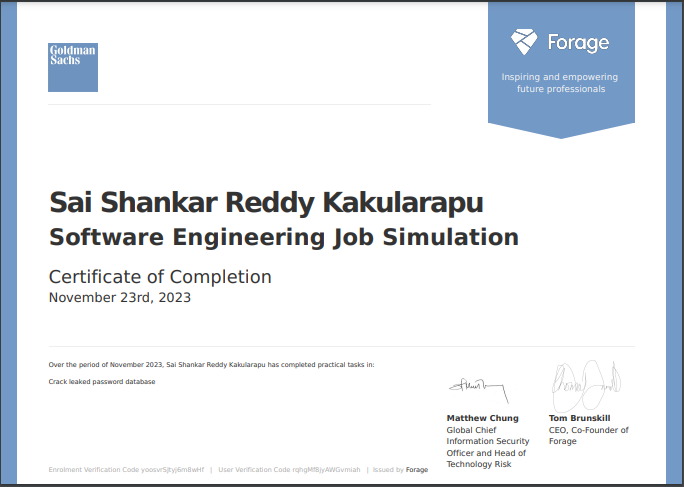 Goldman
Sachs
Forage
Inspiring and empowering
future professionals
Sai Shankar Reddy Kakularapu
Software Engineering Job Simulation
Certificate of Completion
November 23rd, 2023
Over the period of November 2023, Sai Shankar Reddy Kakularapu has completed practical tasks in:
Crack leaked password database
Matthew Chung
Global Chief
Information Security
Officer and Head of
Technology Risk
Tom Brunskill
CEO, Co-Founder of
Forage
Enrolment Verification Code yoosvrSjtyj6m8wHf | User Verification Code rqhgMf8jyAWGvmiah | Issued by Forage